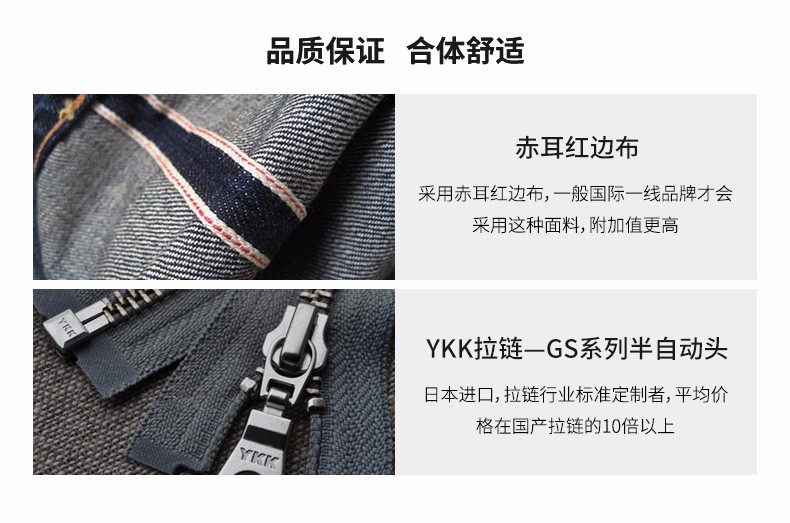 品质保证 合体舒适
赤耳红边布
采用赤耳红边布，一般国际一线品牌才会
采用这种面料，附加值更高
YKK
YKK
YKK拉链—GS系列半自动头
日本进口，拉链行业标准定制者，平均价
格在国产拉链的10倍以上